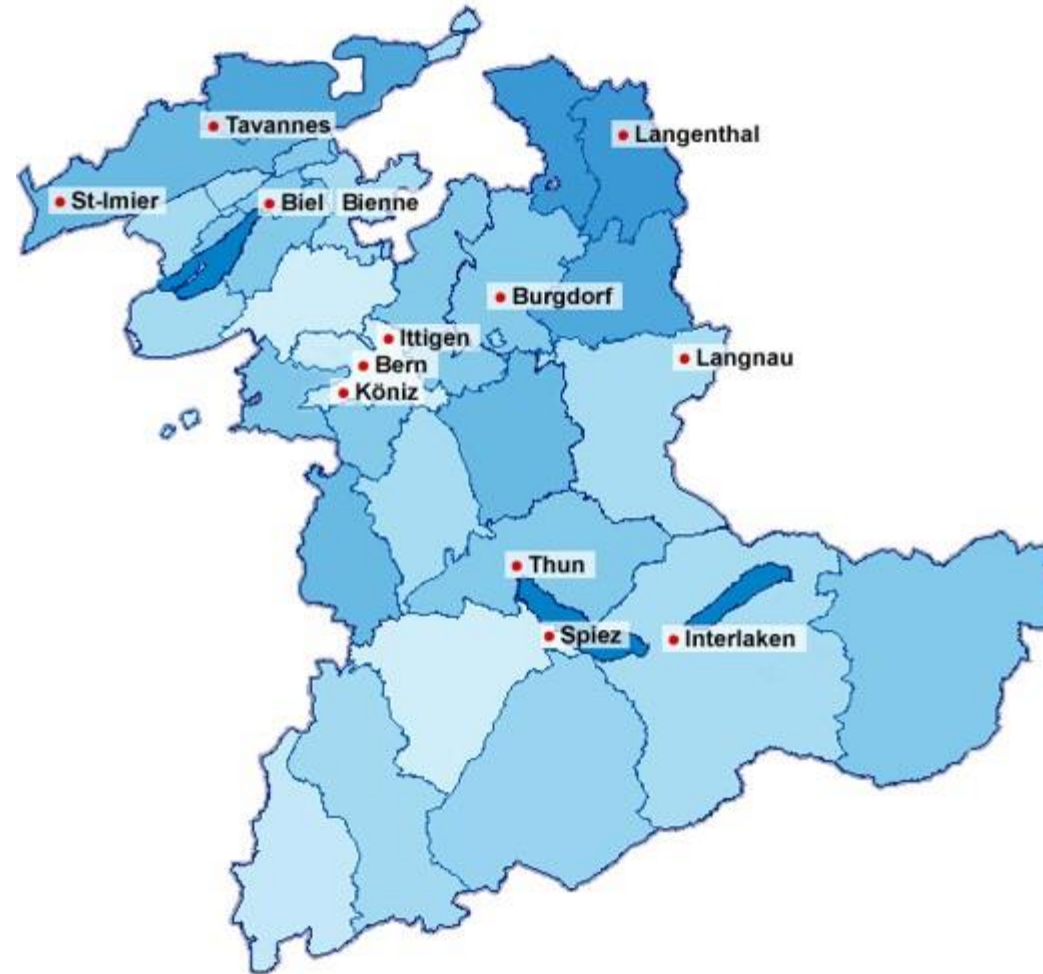 Tavannes
Langenthal
St-Imier
Biel Bienne
Burgdorf
Ittigen
Langnau
Bern
Köniz
Thun
Spiez
Interlaken